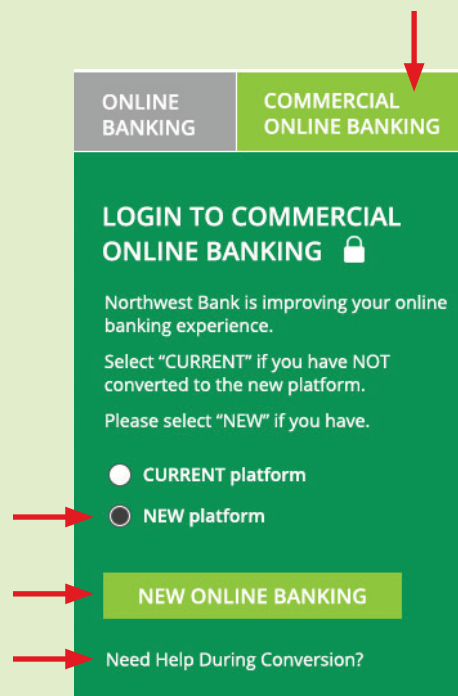 ONLINE
BANKING
COMMERCIAL
ONLINE BANKING
LOGIN TO COMMERCIAL
ONLINE BANKING
Northwest Bank is improving your online
banking experience.
Select “CURRENT” if you have NOT
converted to the new platform.
Please select “NEW” if you have.
CURRENT platform
NEW platform
NEW ONLINE BANKING
Need Help During Conversion?